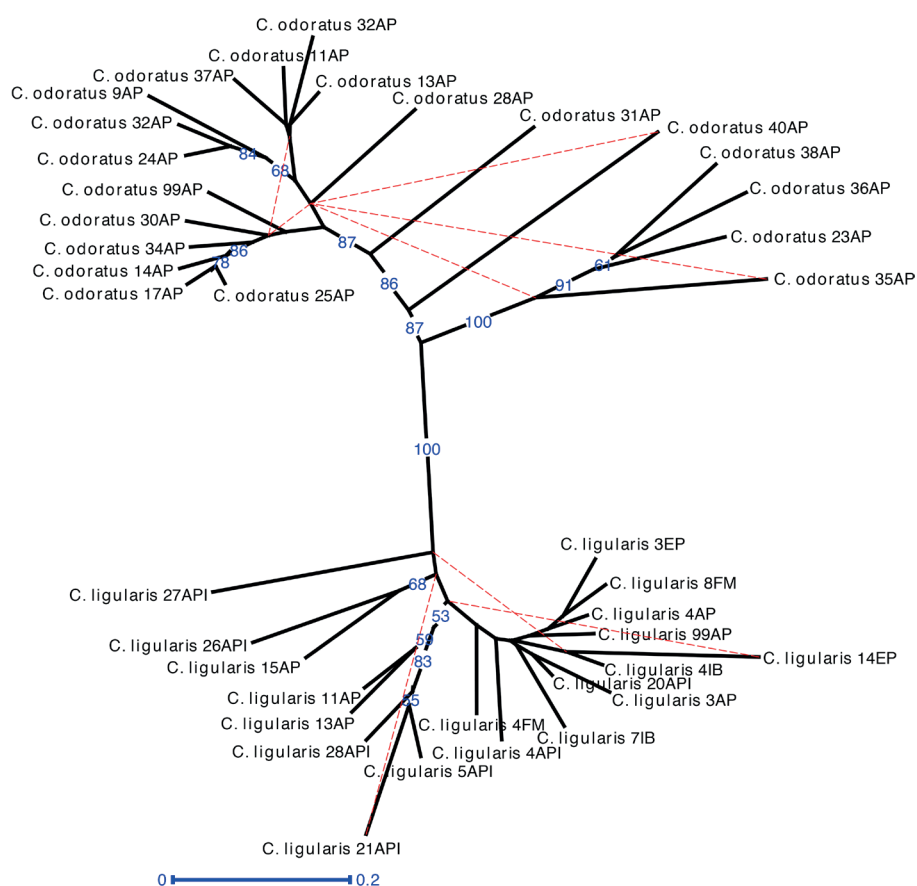 C. odoratus 32AP
C. odoratus 11AP
C. odoratus 37AP
C. odoratus 13AP
C. odoratus 9AP
C. odoratus 28AP
C. odoratus 31AP
C. odoratus 32AP
C. odoratus 40AP
84
C. odoratus 38AP
C. odoratus 24AP
68
C. odoratus 99AP
C. odoratus 36AP
C. odoratus 30AP
C. odoratus 23AP
87
C. odoratus 34AP
86
61
C. odoratus 14AP
78
C. odoratus 35AP
86
91
C. odoratus 17AP
C. odoratus 25AP
87
100
100
C. ligularis 3EP
C. ligularis 8FM
68
C. ligularis 27API
C. ligularis 4AP
53
C. ligularis 99AP
59
C. ligularis 26API
C. ligularis 14EP
83
C. ligularis 15AP
C. ligularis 4IB
C. ligularis 20API
C. ligularis 11AP
55
C. ligularis 3AP
C. ligularis 13AP
C. ligularis 4FM
C. ligularis 7IB
C. ligularis 28API
C. ligularis 4API
C. ligularis 5API
C. ligularis 21API
0
0.2